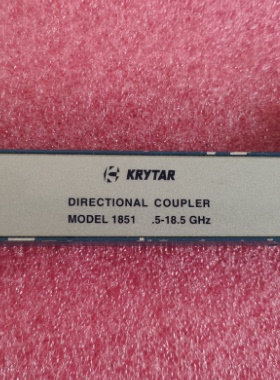 KRYTAR
DIRECTIONAL COUPLER
MODEL 1851 .5-18.5 GHz